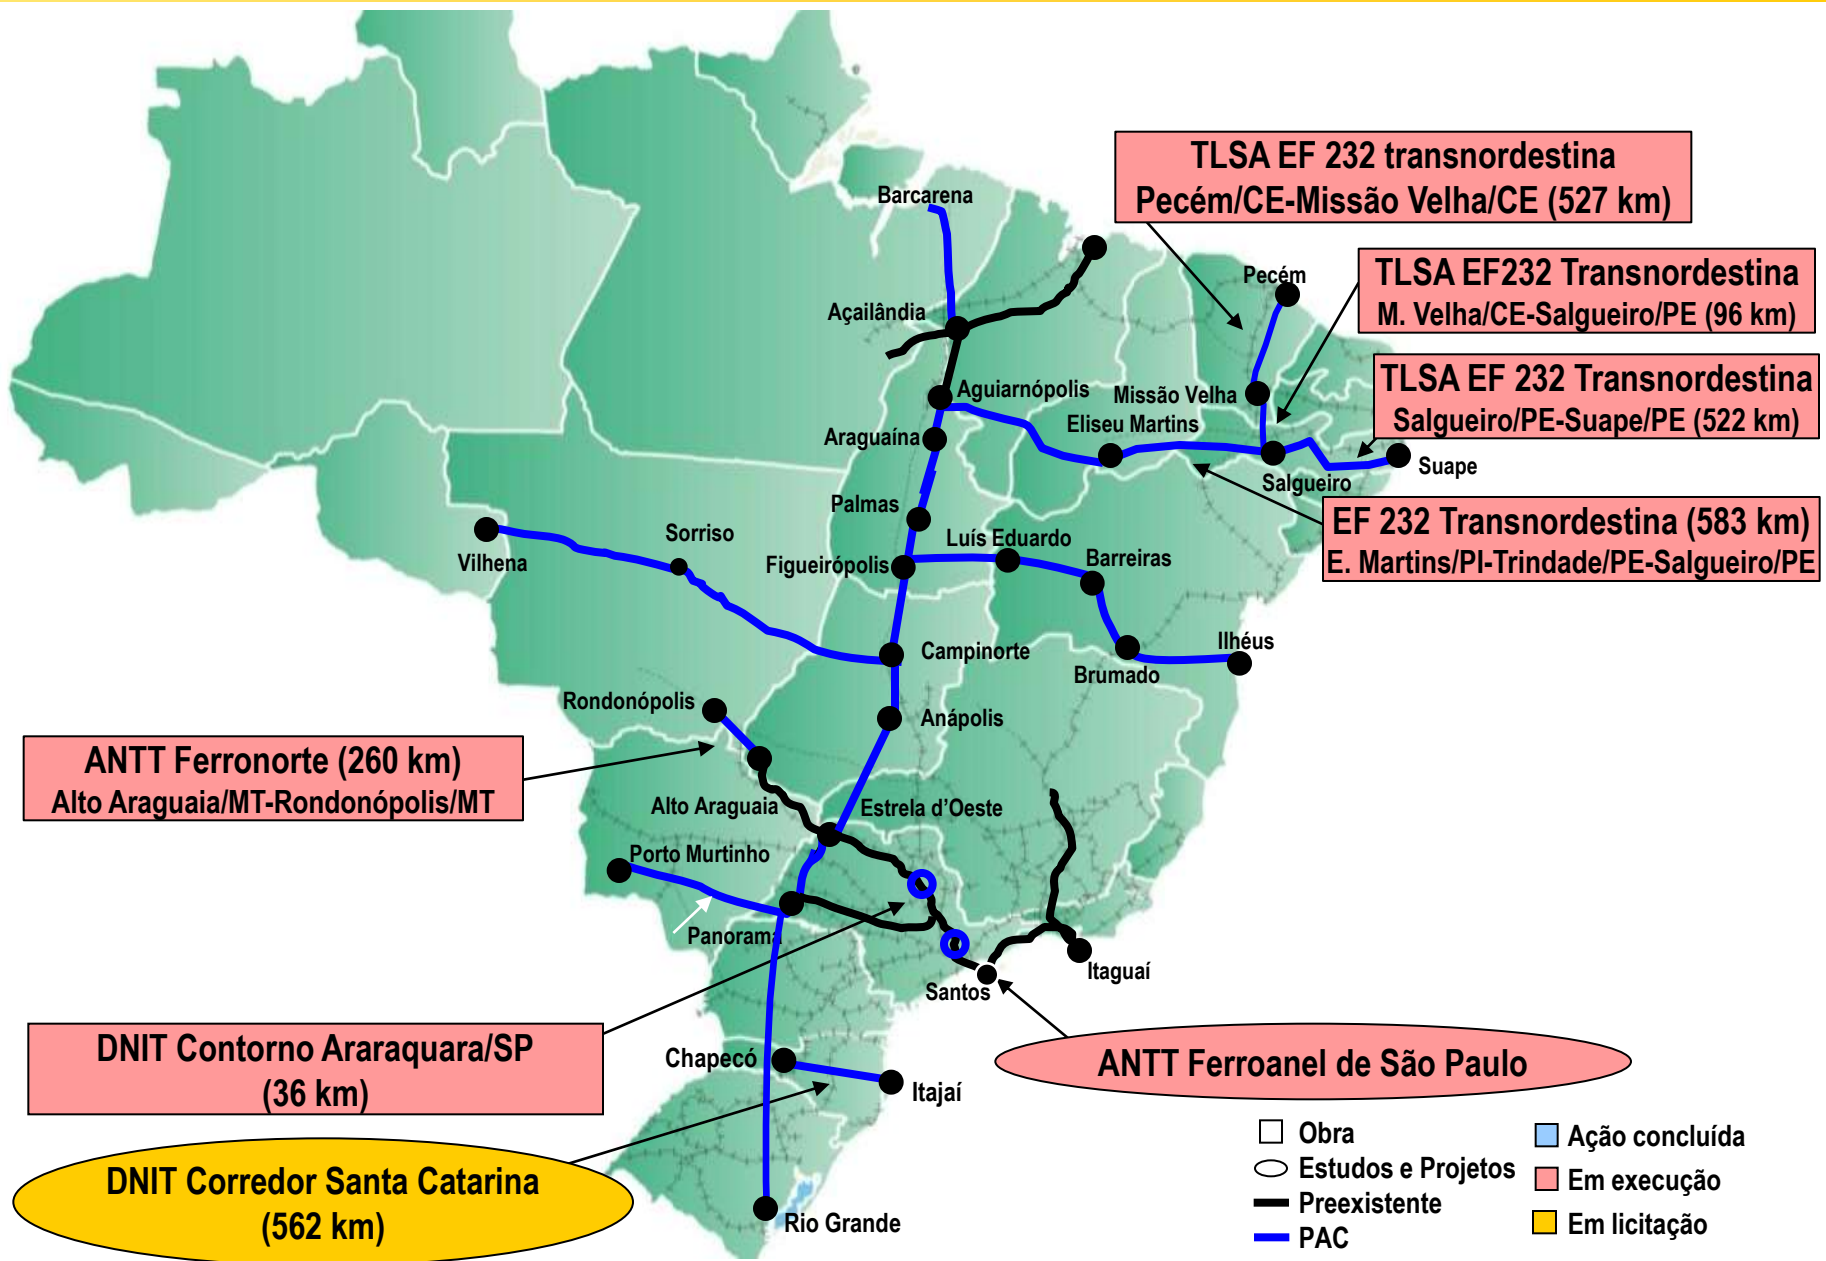 Barcarena
TLSA EF 232 transnordestina
Pecém/CE-Missão Velha/CE (527 km)
Pecém
TLSA EF232 Transnordestina
M. Velha/CE-Salgueiro/PE (96 km)
Açailândia
TLSA EF 232 Transnordestina
Salgueiro/PE-Suape/PE (522 km)
Aguiarnópolis
Missão Velha
Eliseu Martins
Araguaína
Suape
Salgueiro
Palmas
EF 232 Transnordestina (583 km)
E. Martins/PI-Trindade/PE-Salgueiro/PE
Sorriso
Luís Eduardo
Vilhena
Figueirópolis
Barreiras
Ilhéus
Campinorte
Brumado
Rondonópolis
Anápolis
ANTT Ferronorte (260 km)
Alto Araguaia/MT-Rondonópolis/MT
Alto Araguaia
Estrela d’Oeste
Porto Murtinho
Panorama
Itaguaí
Santos
DNIT Contorno Araraquara/SP
(36 km)
Chapecó
ANTT Ferroanel de São Paulo
Itajaí
DNIT Corredor Santa Catarina
(562 km)
Rio Grande
Obra
Estudos e Projetos
Preexistente
PAC
Ação concluída
Em execução
Em licitação